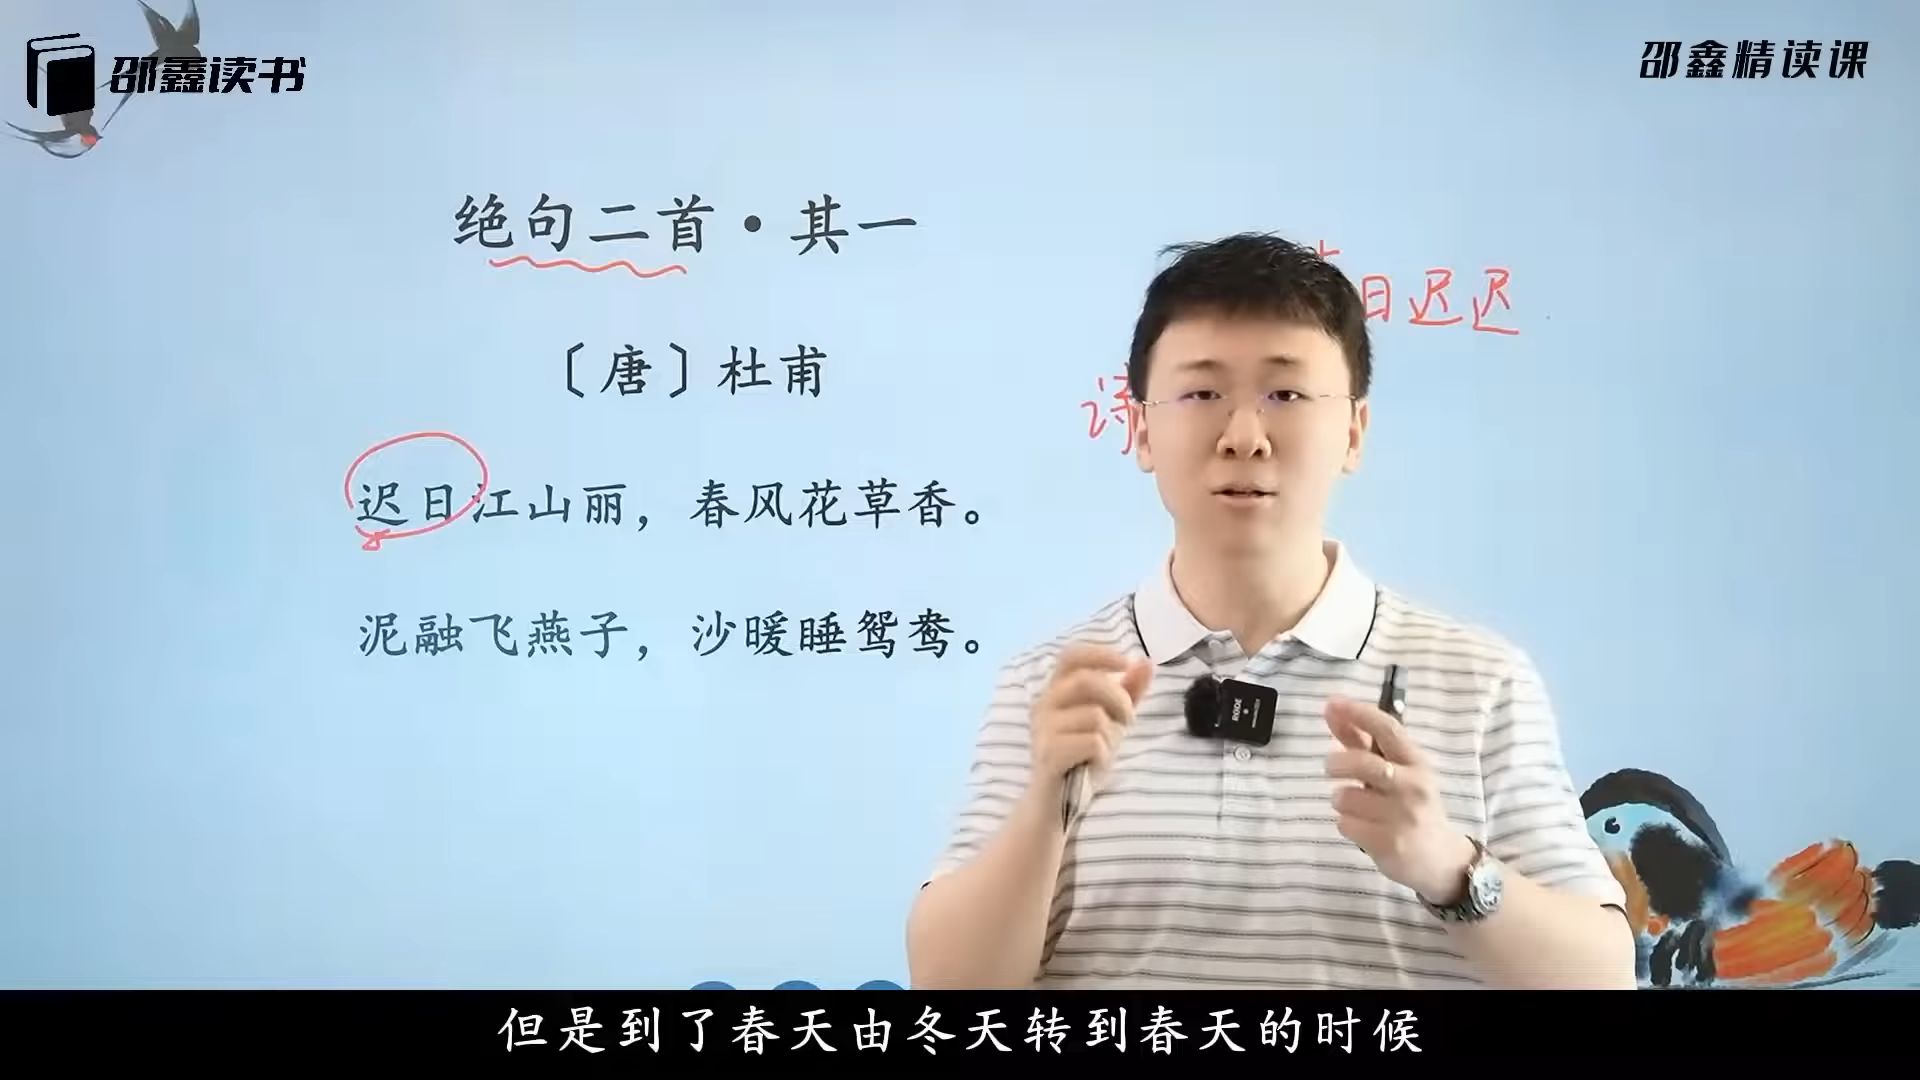 邵鑫读书
邵鑫精读课
绝句二首·其一
〔唐〕杜甫
迟日江山丽，春风花草香。
泥融飞燕子，沙暖睡鸳鸯。
日迟迟
诗
RODE
但是到了春天由冬天转到春天的时候